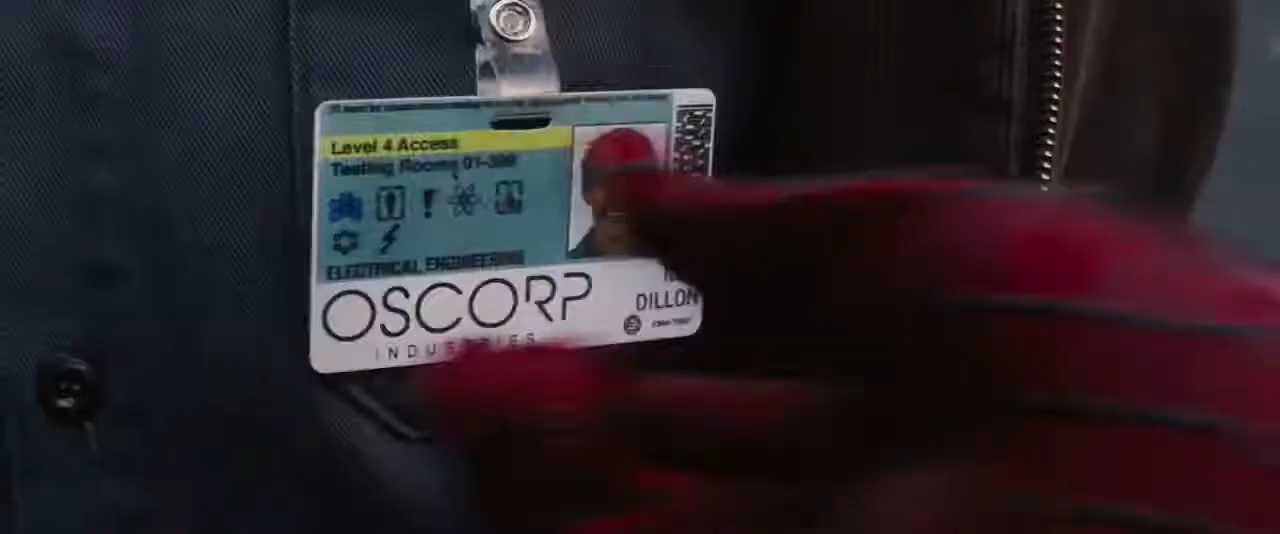 Level 4 Access
Testing Rooms 01-300
ELECTRICAL ENGINEERING
OSCORP
INDUSTRIES
DILLON